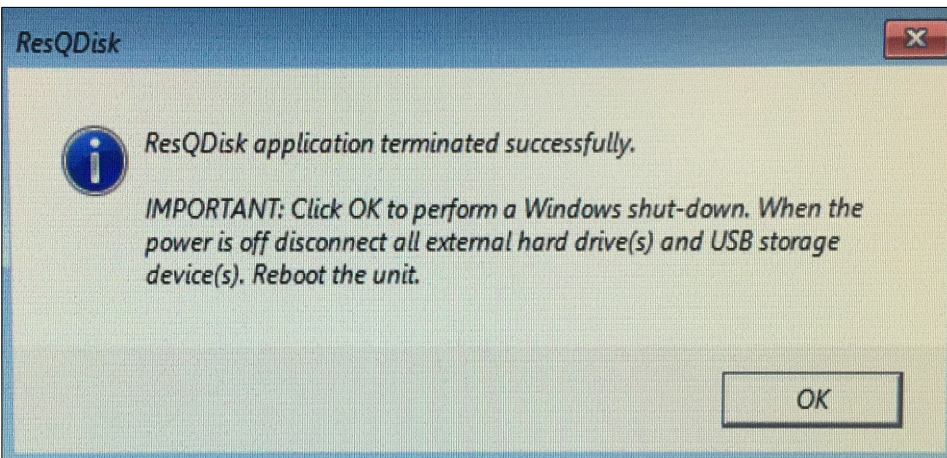 ResQDisk
ResQDisk application terminated successfully.
IMPORTANT: Click OK to perform a Windows shut-down. When the
power is off disconnect all external hard drive(s) and USB storage
device(s). Reboot the unit.
OK